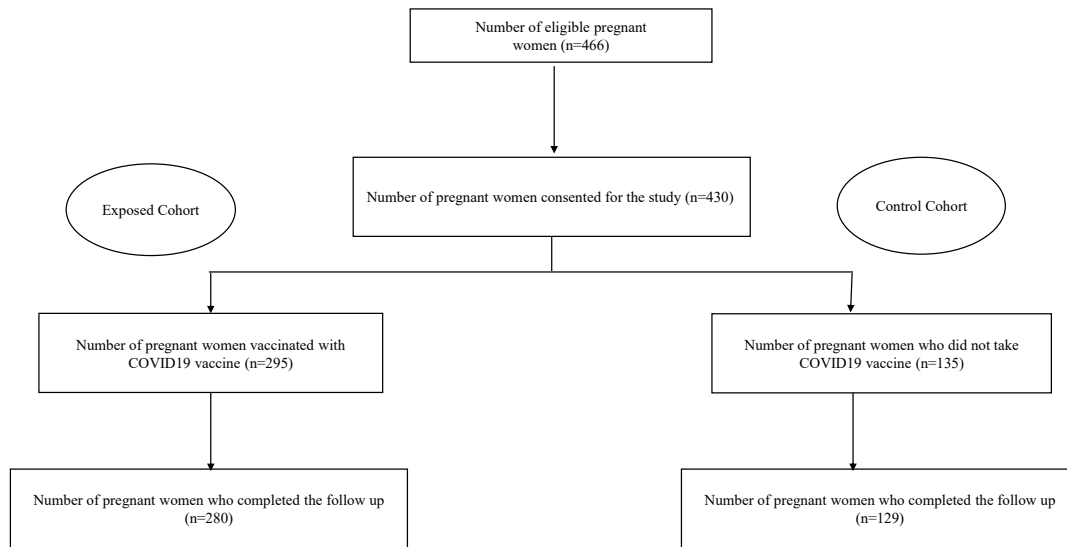 Number of eligible pregnant
women (n=466)
Number of pregnant women consented for the study (n=430)
Exposed Cohort
Control Cohort
Number of pregnant women vaccinated with
COVID19 vaccine (n=295)
Number of pregnant women who did not take
COVID19 vaccine (n=135)
Number of pregnant women who completed the follow up
(n=280)
Number of pregnant women who completed the follow up
(n=129)